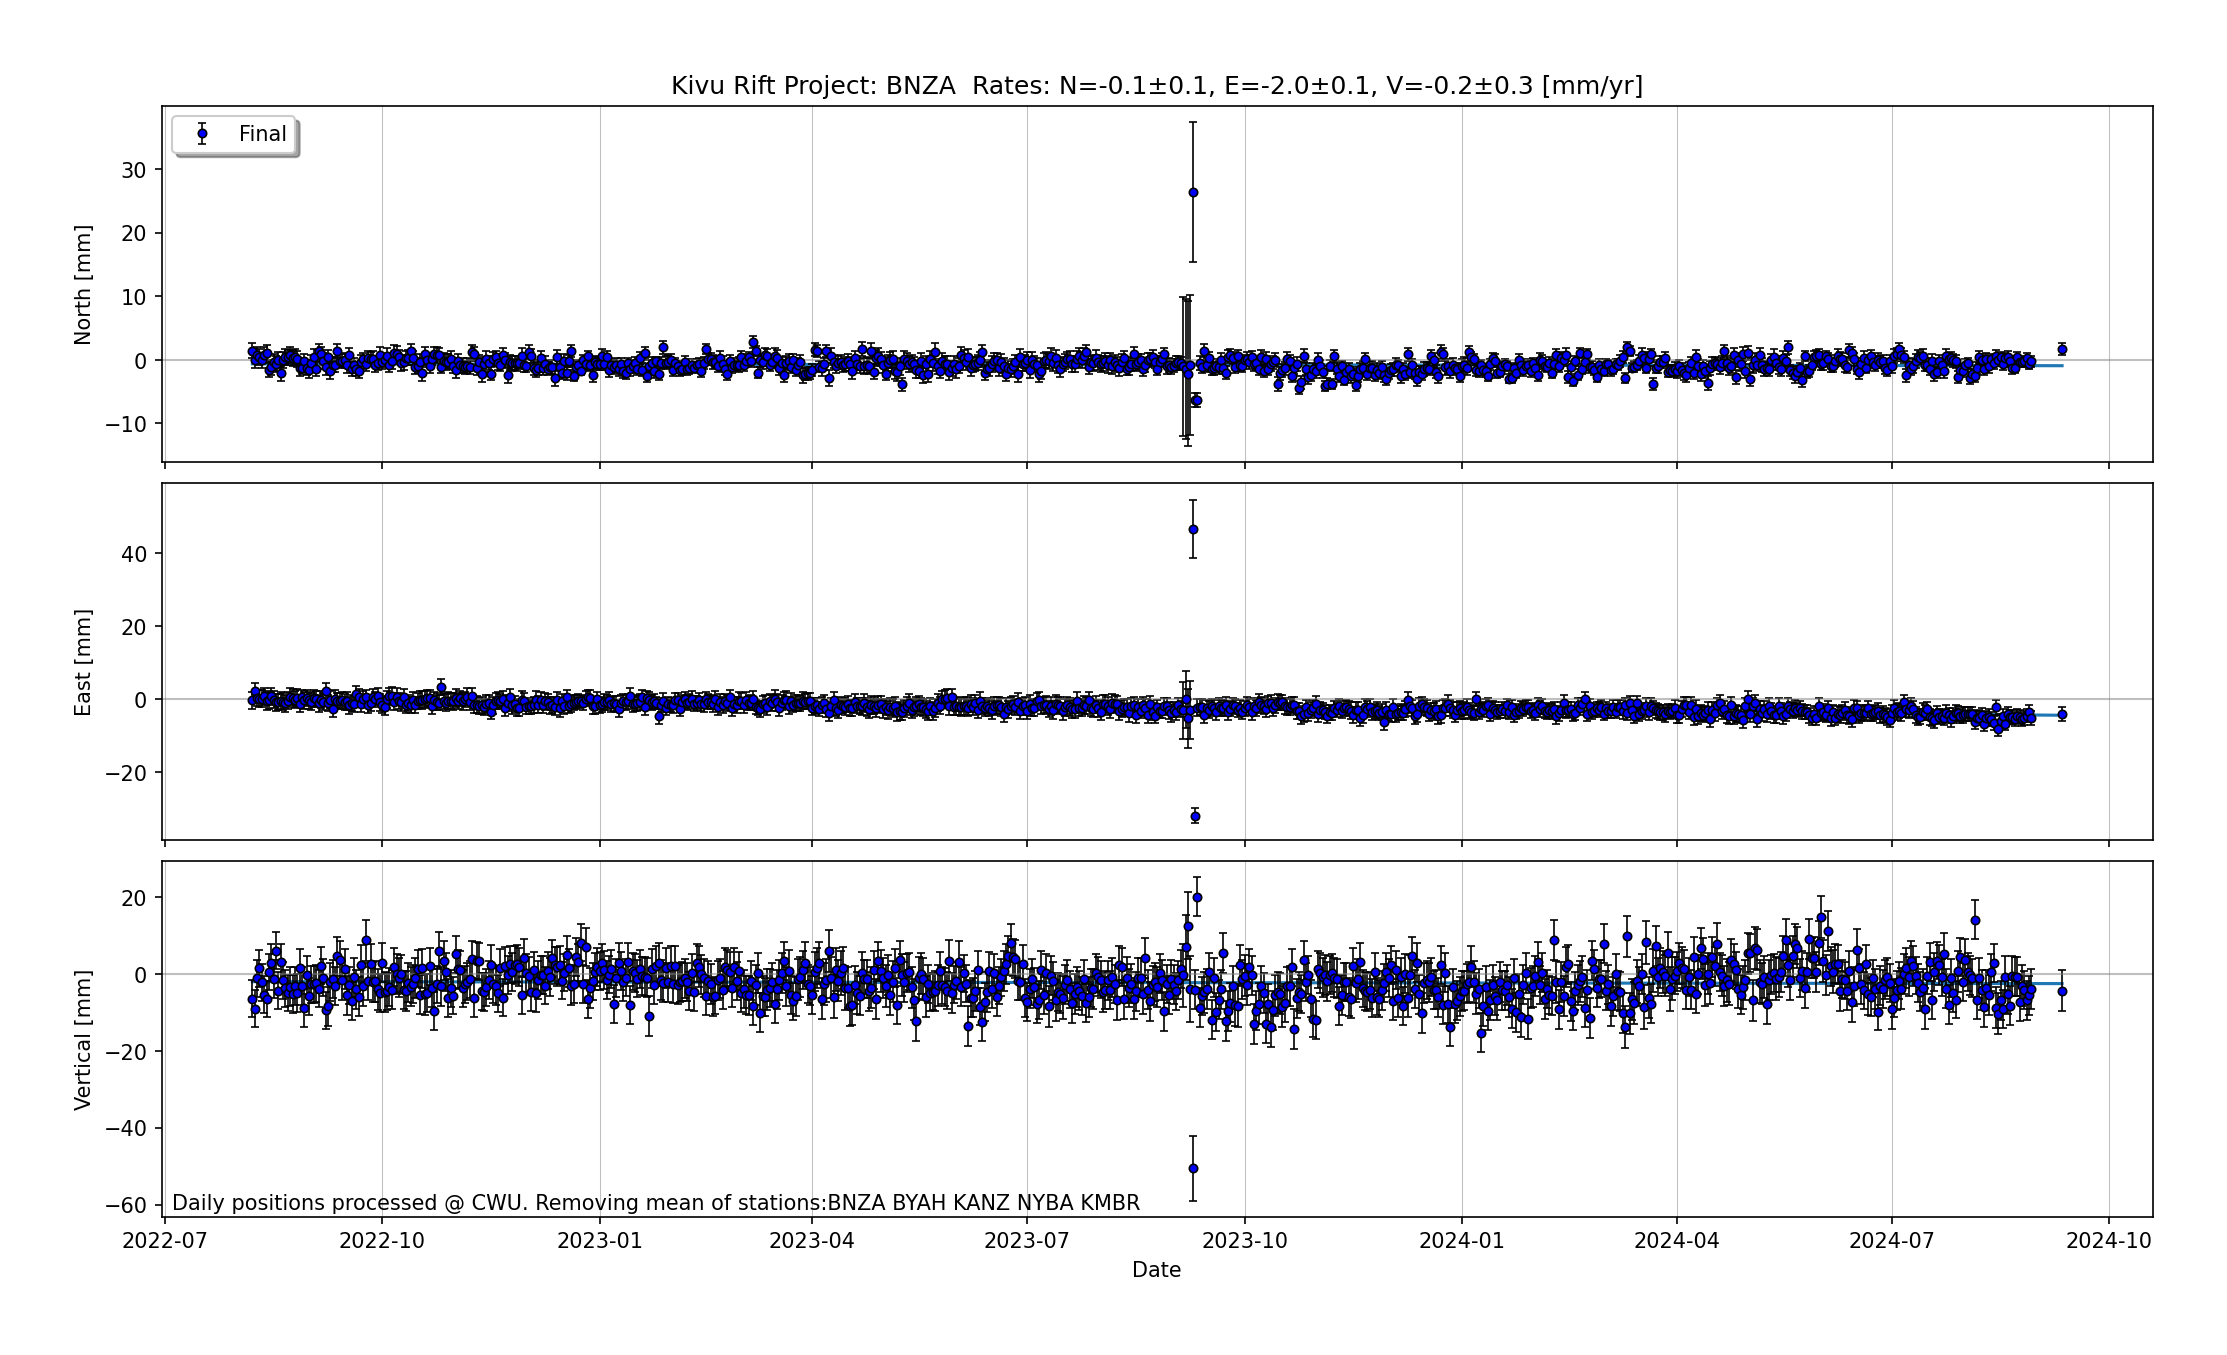 Kivu Rift Project: BNZA  Rates: N=-0.1±0.1, E=-2.0±0.1, V=-0.2±0.3 [mm/yr]
Final
30
20
10
0
−10
North [mm]
40
20
0
−20
East [mm]
20
0
−20
−40
−60
Vertical [mm]
Daily positions processed @ CWU. Removing mean of stations:BNZA BYAH KANZ NYBA KMBR
2022-07 2022-10 2023-01 2023-04 2023-07 2023-10 2024-01 2024-04 2024-07 2024-10
Date